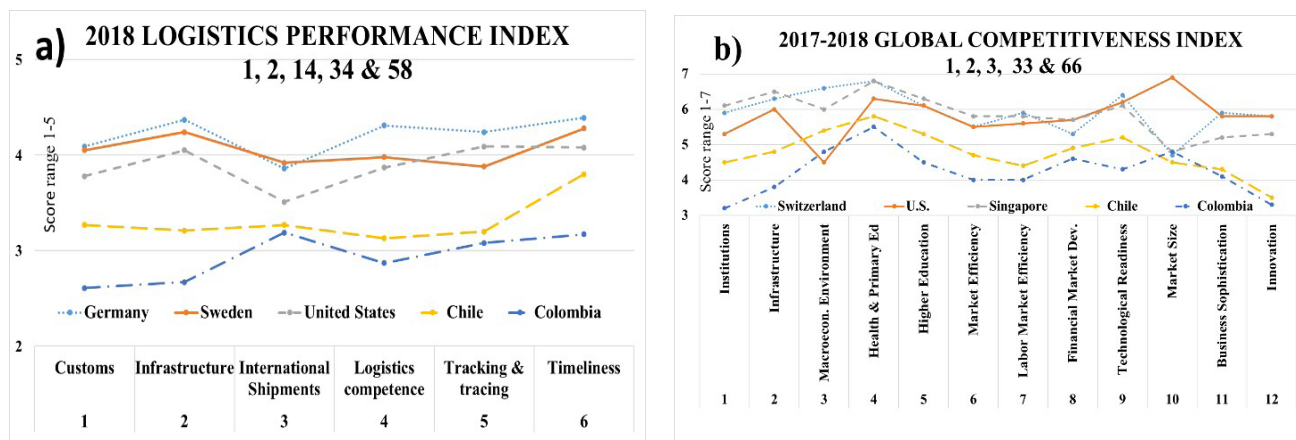 a)
2018 LOGISTICS PERFORMANCE INDEX
1, 2, 14, 34 & 58
Score range 1-5
5
4
3
2
Germany Sweden United States Chile Colombia
Customs Infrastructure International Shipments Logistics competence Tracking & tracing Timeliness
1 2 3 4 5 6
b)
2017-2018 GLOBAL COMPETITIVENESS INDEX
1, 2, 3, 33 & 66
Score range 1-7
7
6
5
4
3
Switzerland U.S. Singapore Chile Colombia
Institutions
Infrastructure
Macroecon. Environment
Health & Primary Ed
Higher Education
Market Efficiency
Labor Market Efficiency
Financial Market Dev.
Technological Readiness
Market Size
Business Sophistication
Innovation
1 2 3 4 5 6 7 8 9 10 11 12